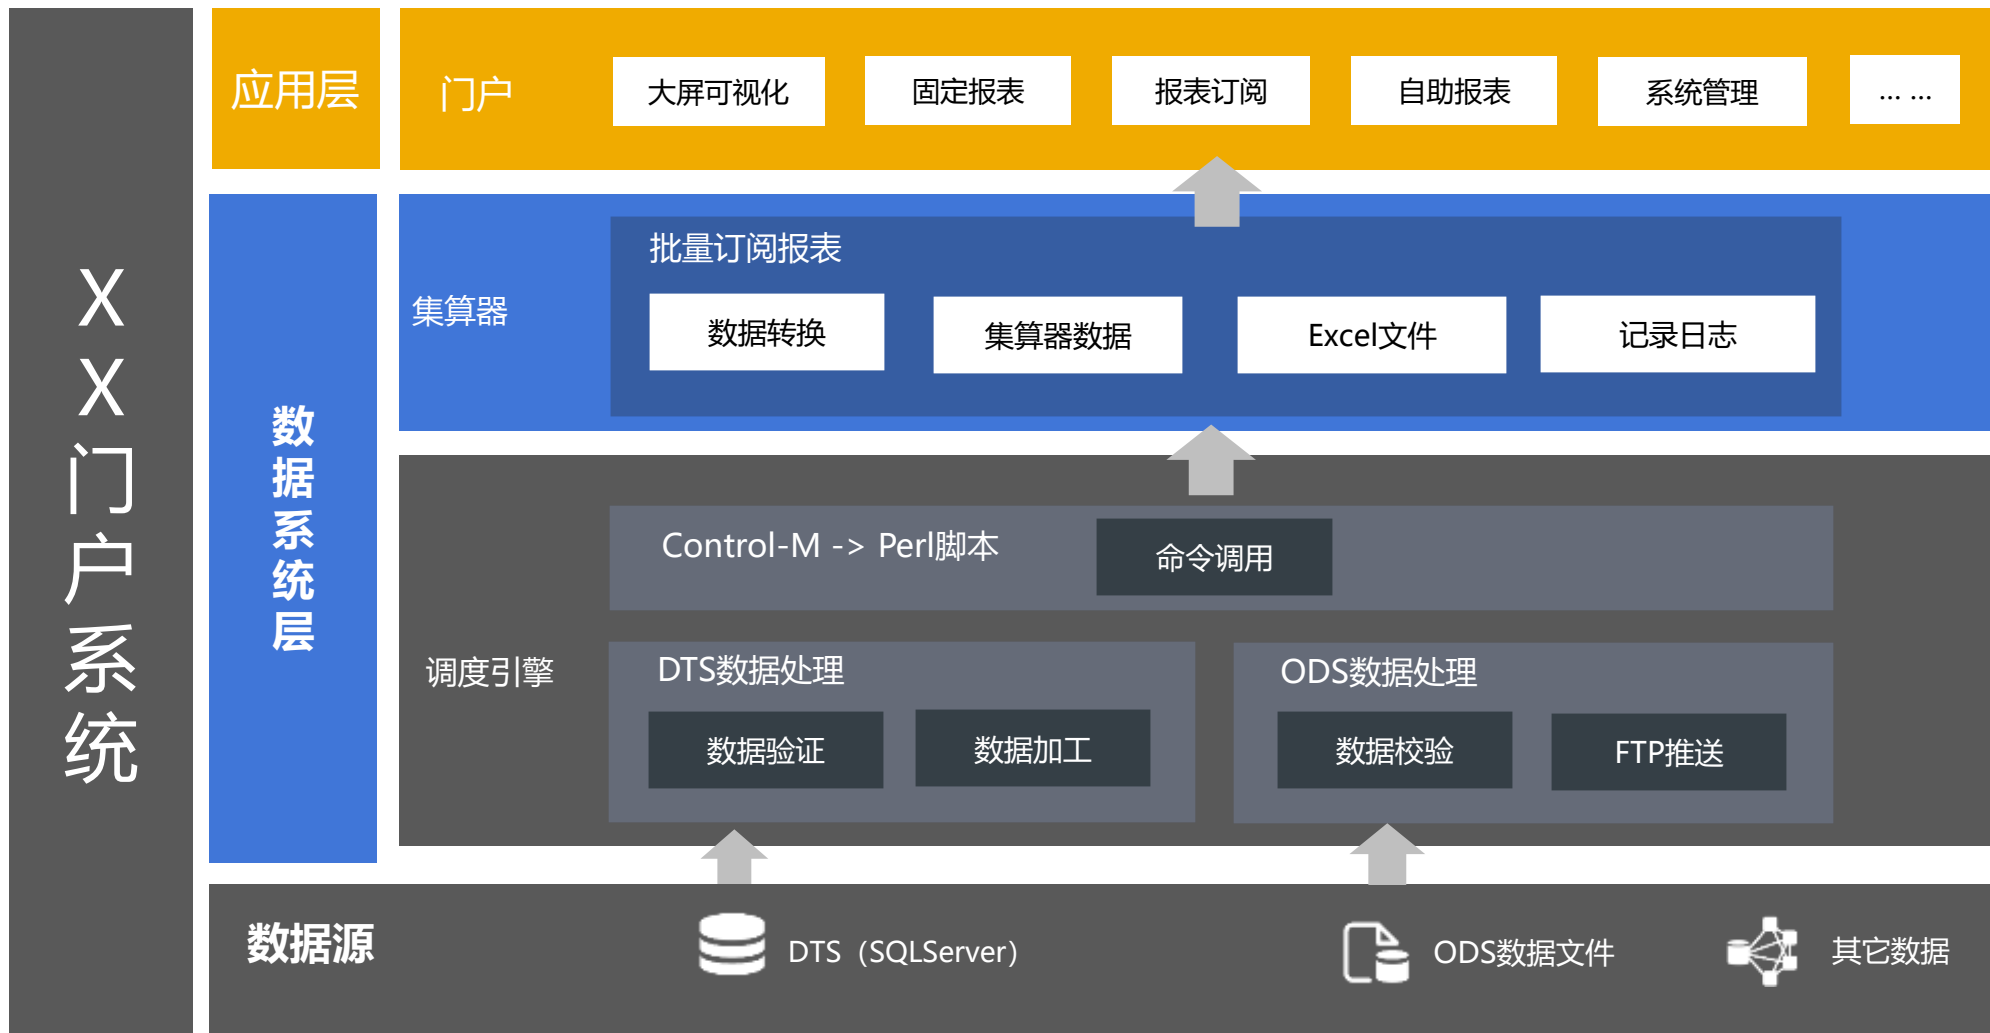 XX门户系统
应用层
门户
大屏可视化
固定报表
报表订阅
自助报表
系统管理
... ...
数据系统层
集算器
批量订阅报表
数据转换
集算器数据
Excel文件
记录日志
调度引擎
Control-M -> Perl脚本
命令调用
DTS数据处理
数据验证
数据加工
ODS数据处理
数据校验
FTP推送
数据源
DTS（SQLServer）
ODS数据文件
其它数据